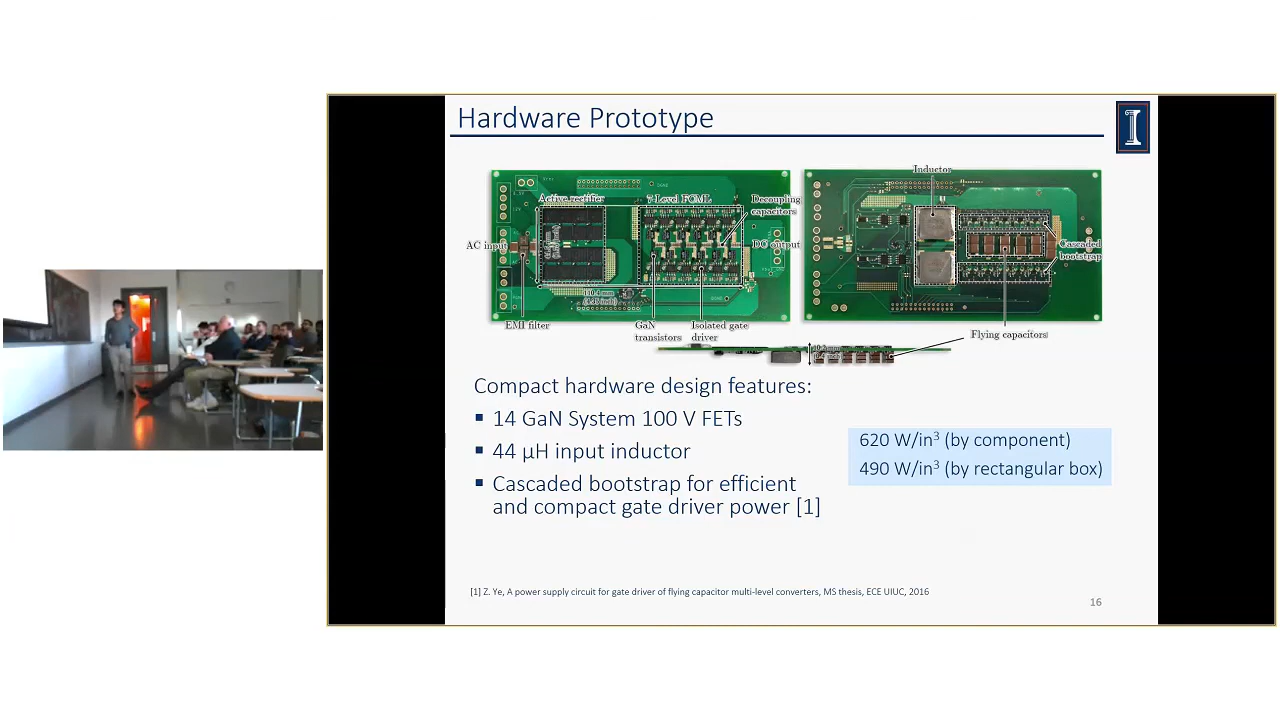 Hardware Prototype
I
Inductor
Active rectifier
7-Level FCML
Decoupling
capacitors
AC input
DC output
Cascaded
bootstrap
EMI filter
GaN
transistors
Isolated gate
driver
Flying capacitors
Compact hardware design features:
▪ 14 GaN System 100 V FETs
▪ 44 μH input inductor
▪ Cascaded bootstrap for efficient
and compact gate driver power [1]
620 W/in³ (by component)
490 W/in³ (by rectangular box)
[1] Z. Ye, A power supply circuit for gate driver of flying capacitor multi-level converters, MS thesis, ECE UIUC, 2016
16